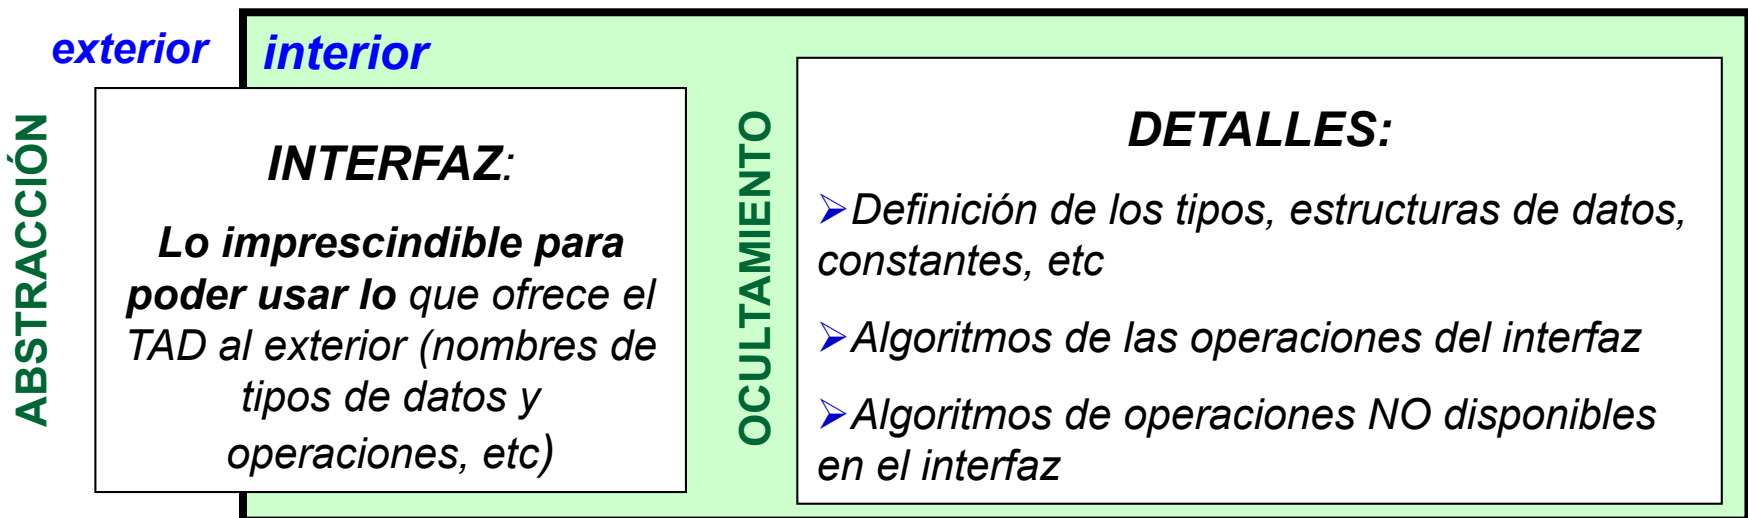 exterior
interior
ABSTRACCIÓN
INTERFAZ:
Lo imprescindible para
poder usar lo que ofrece el
TAD al exterior (nombres de
tipos de datos y
operaciones, etc)
OCULTAMIENTO
DETALLES:
➢Definición de los tipos, estructuras de datos,
constantes, etc
➢Algoritmos de las operaciones del interfaz
➢Algoritmos de operaciones NO disponibles
en el interfaz